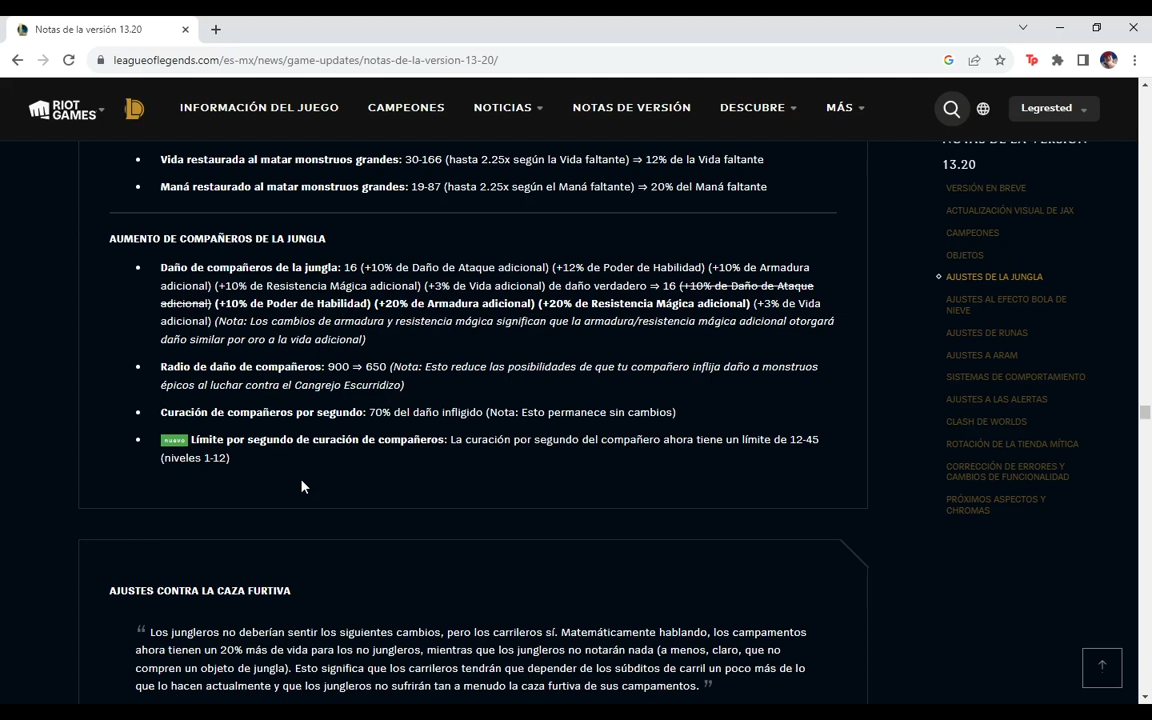 Notas de la versión 13.20
leagueoflegends.com/es-mx/news/game-updates/notas-de-la-version-13-20/
RIOT GAMES
INFORMACIÓN DEL JUEGO CAMPEONES NOTICIAS NOTAS DE VERSIÓN DESCUBRE MÁS
Legrested
Vida restaurada al matar monstruos grandes: 30-166 (hasta 2.25x según la Vida faltante) ⇒ 12% de la Vida faltante
Maná restaurado al matar monstruos grandes: 19-87 (hasta 2.25x según el Maná faltante) ⇒ 20% del Maná faltante
AUMENTO DE COMPAÑEROS DE LA JUNGLA
Daño de compañeros de la jungla: 16 (+10% de Daño de Ataque adicional) (+12% de Poder de Habilidad) (+10% de Armadura
adicional) (+10% de Resistencia Mágica adicional) (+3% de Vida adicional) de daño verdadero ⇒ 16 (+10% de Daño de Ataque
adicional) (+10% de Poder de Habilidad) (+20% de Armadura adicional) (+20% de Resistencia Mágica adicional) (+3% de Vida
adicional) (Nota: Los cambios de armadura y resistencia mágica significan que la armadura/resistencia mágica adicional otorgará
daño similar por oro a la vida adicional)
Radio de daño de compañeros: 900 ⇒ 650 (Nota: Esto reduce las posibilidades de que tu compañero inflija daño a monstruos
épicos al luchar contra el Cangrejo Escurridizo)
Curación de compañeros por segundo: 70% del daño infligido (Nota: Esto permanece sin cambios)
NUEVO Límite por segundo de curación de compañeros: La curación por segundo del compañero ahora tiene un límite de 12-45
(niveles 1-12)
AJUSTES CONTRA LA CAZA FURTIVA
“ Los jungleros no deberían sentir los siguientes cambios, pero los carrileros sí. Matemáticamente hablando, los campamentos
ahora tienen un 20% más de vida para los no jungleros, mientras que los jungleros no notarán nada (a menos, claro, que no
compren un objeto de jungla). Esto significa que los carrileros tendrán que depender de los súbditos de carril un poco más de lo
que lo hacen actualmente y que los jungleros no sufrirán tan a menudo la caza furtiva de sus campamentos. ”
NOTAS DE LA VERSIÓN
13.20
VERSIÓN EN BREVE
ACTUALIZACIÓN VISUAL DE JAX
CAMPEONES
OBJETOS
AJUSTES DE LA JUNGLA
AJUSTES AL EFECTO BOLA DE
NIEVE
AJUSTES DE RUNAS
AJUSTES A ARAM
SISTEMAS DE COMPORTAMIENTO
AJUSTES A LAS ALERTAS
CLASH DE WORLDS
ROTACIÓN DE LA TIENDA MÍTICA
CORRECCIÓN DE ERRORES Y
CAMBIOS DE FUNCIONALIDAD
PRÓXIMOS ASPECTOS Y
CHROMAS